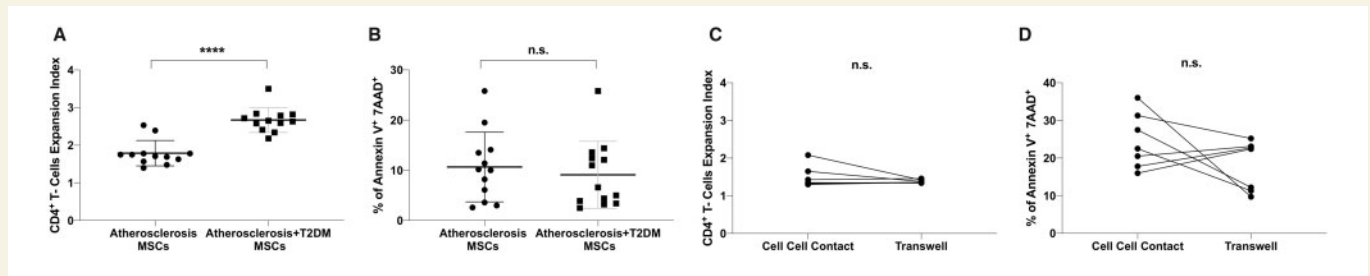 A
****
CD4⁺ T- Cells Expansion Index
4
3
2
1
0
Atherosclerosis
MSCs
Atherosclerosis+T2DM
MSCs
B
n.s.
% of Annexin V⁺ 7AAD⁺
30
20
10
0
Atherosclerosis
MSCs
Atherosclerosis+T2DM
MSCs
C
n.s.
CD4⁺ T- Cells Expansion Index
4
3
2
1
0
Cell Cell Contact
Transwell
D
n.s.
% of Annexin V⁺ 7AAD⁺
40
30
20
10
0
Cell Cell Contact
Transwell